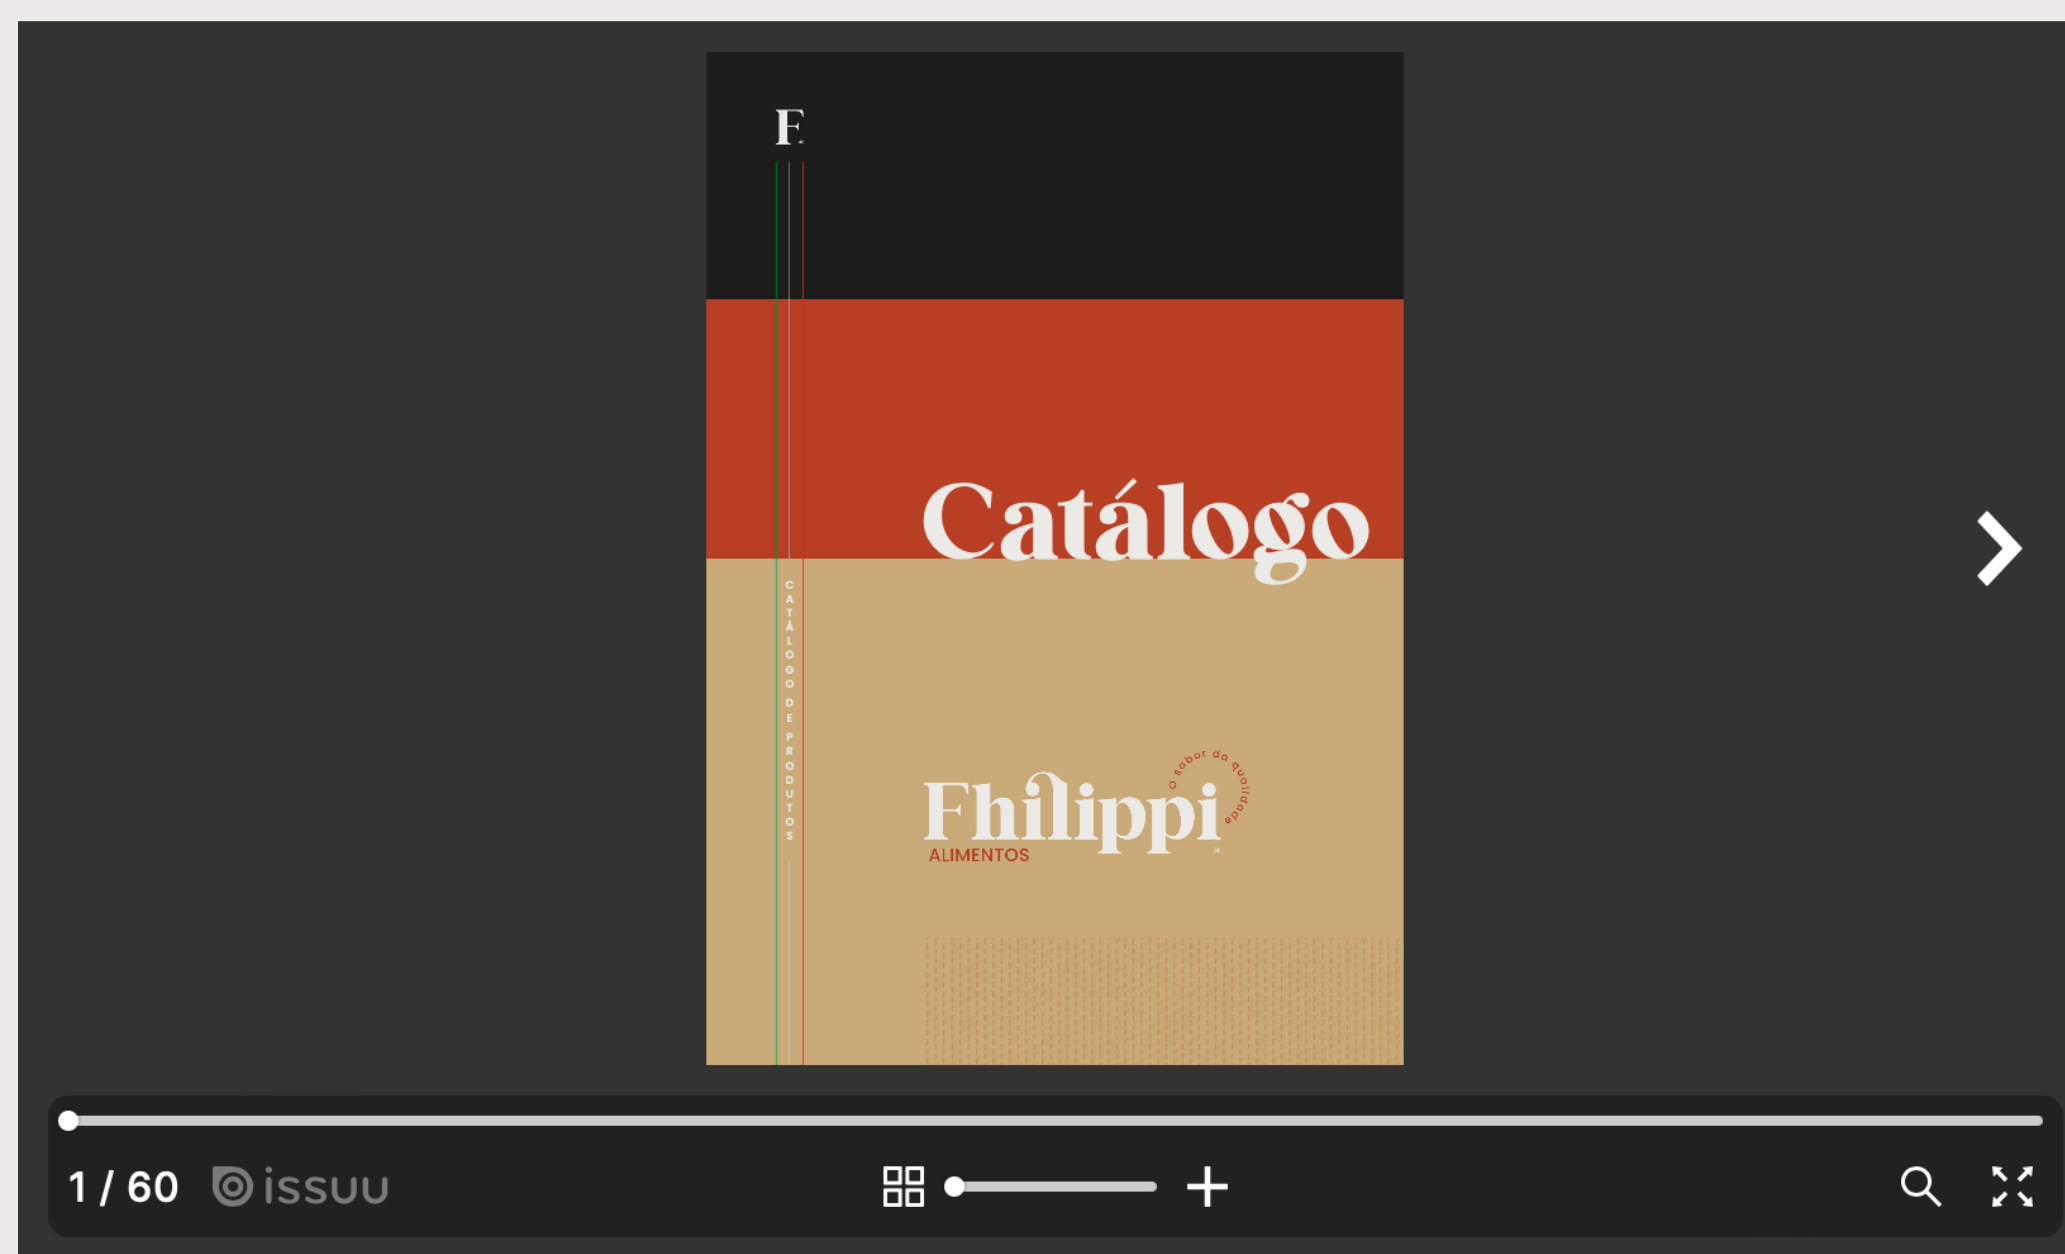 F
Catálogo
CATÁLOGO DE PRODUTOS
O sabor da qualidade
Fhilippi
ALIMENTOS
1 / 60
issuu